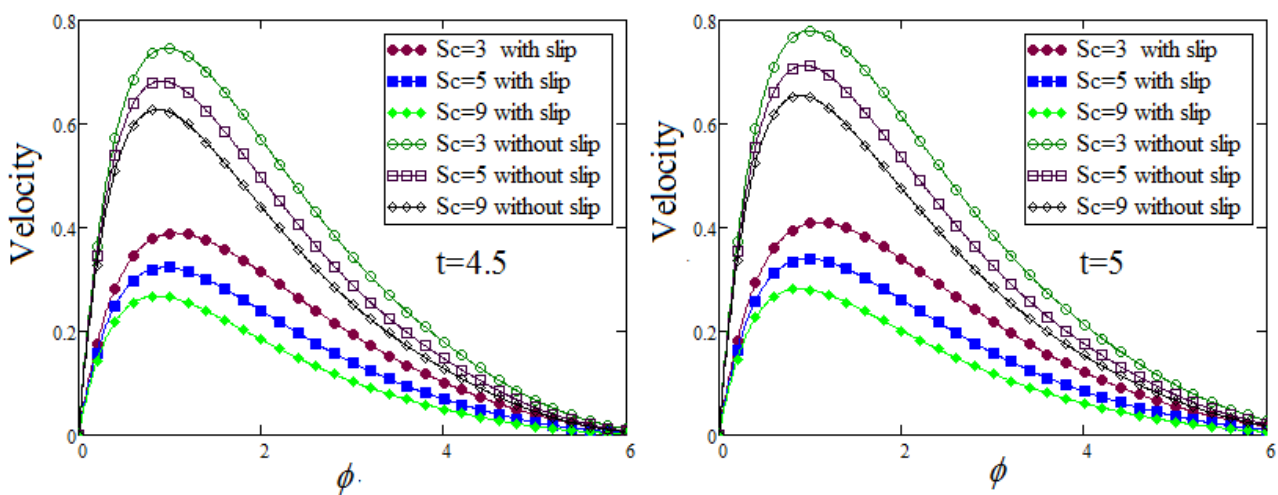 0.8
0.6
0.4
0.2
0
Velocity
Sc=3 with slip
Sc=5 with slip
Sc=9 with slip
Sc=3 without slip
Sc=5 without slip
Sc=9 without slip
t=4.5
0
2
4
6
ϕ
0.8
0.6
0.4
0.2
0
Velocity
Sc=3 with slip
Sc=5 with slip
Sc=9 with slip
Sc=3 without slip
Sc=5 without slip
Sc=9 without slip
t=5
0
2
4
6
ϕ